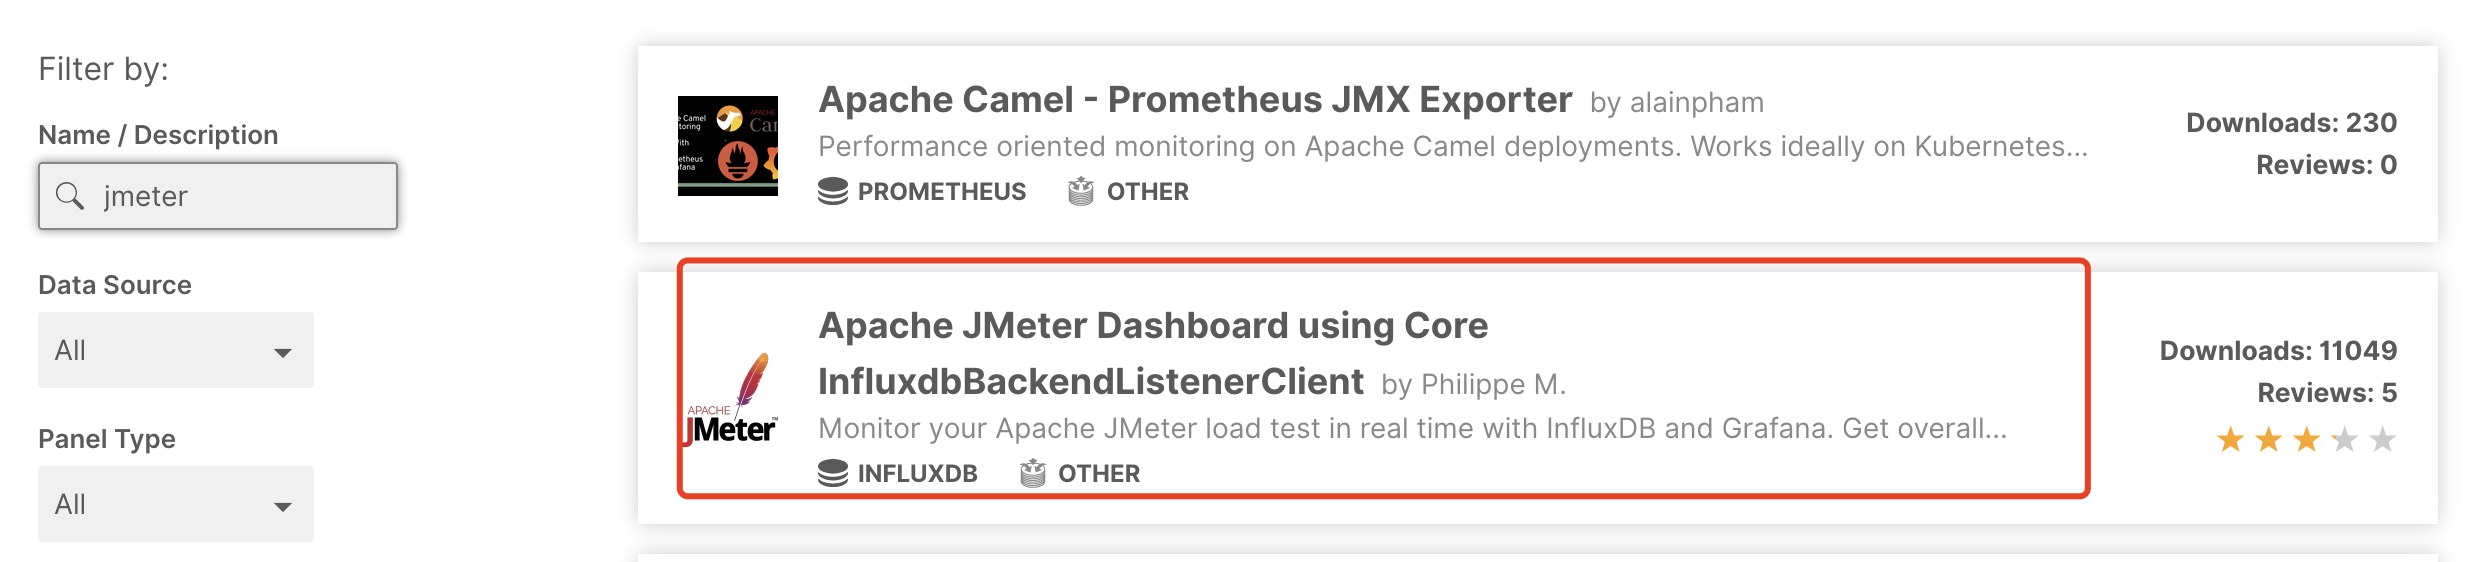 Filter by:
Name / Description
jmeter
Data Source
All
Panel Type
All
Apache Camel - Prometheus JMX Exporter by alainpham
Performance oriented monitoring on Apache Camel deployments. Works ideally on Kubernetes...
PROMETHEUS OTHER
Downloads: 230
Reviews: 0
APACHE
JMeter™
Apache JMeter Dashboard using Core
InfluxdbBackendListenerClient by Philippe M.
Monitor your Apache JMeter load test in real time with InfluxDB and Grafana. Get overall...
INFLUXDB OTHER
Downloads: 11049
Reviews: 5